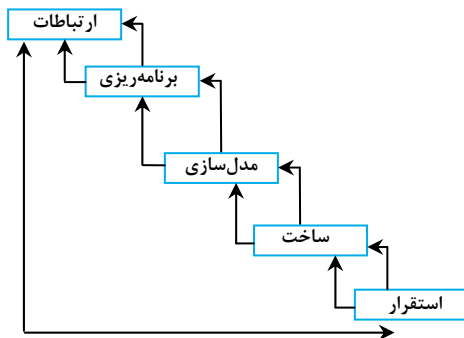 ارتباطات
برنامه‌ریزی
مدل‌سازی
ساخت
استقرار